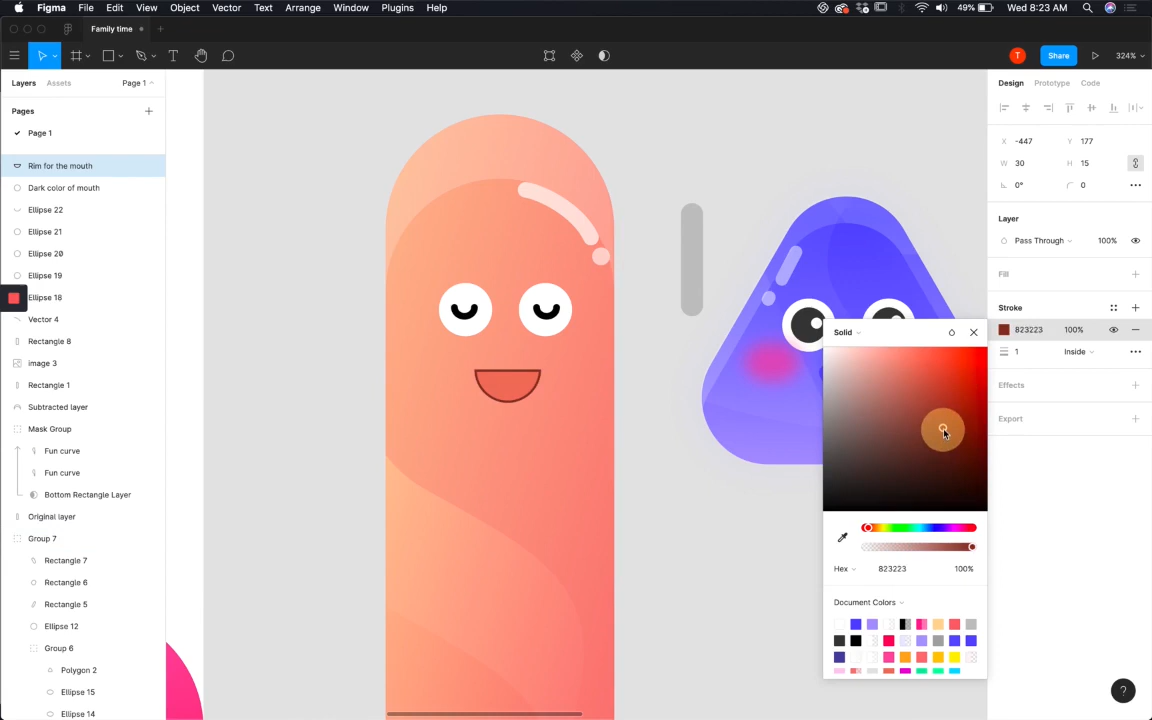 Figma File Edit View Object Vector Text Arrange Window Plugins Help 49% Wed 8:23 AM
Family time
T Share 324%
Layers Assets Page 1
Design Prototype Code
Pages
Page 1
X -447 Y 177
Rim for the mouth
W 30 H 15
Dark color of mouth
0° 0
Ellipse 22
Layer
Ellipse 21
Pass Through 100%
Ellipse 20
Ellipse 19
Fill
Ellipse 18
Stroke
Vector 4
823223 100%
Solid
Rectangle 8
1 Inside
image 3
Rectangle 1
Effects
Subtracted layer
Export
Mask Group
Fun curve
Fun curve
Bottom Rectangle Layer
Original layer
Group 7
Rectangle 7
Hex 823223 100%
Rectangle 6
Rectangle 5
Document Colors
Ellipse 12
Group 6
Polygon 2
Ellipse 15
?
Ellipse 14